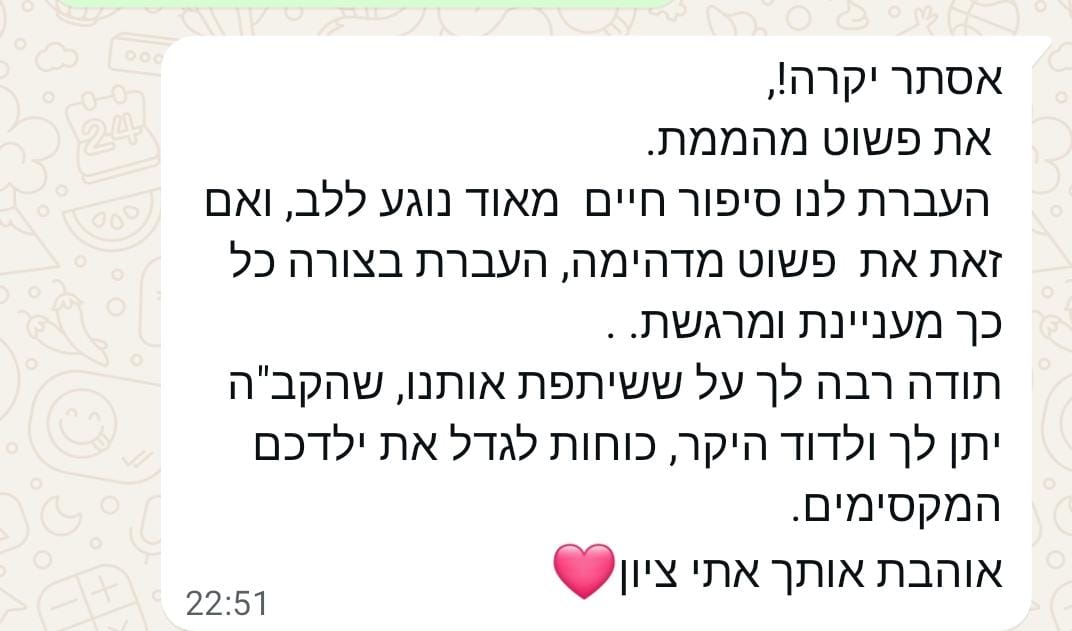 אסתר יקרה!,
את פשוט מהממת.
העברת לנו סיפור חיים  מאוד נוגע ללב, ואם
זאת את  פשוט מדהימה, העברת בצורה כל
כך מעניינת ומרגשת. .
תודה רבה לך על ששיתפת אותנו, שהקב"ה
יתן לך ולדוד היקר, כוחות לגדל את ילדכם
המקסימים.
אוהבת אותך אתי ציון💗
22:51
24